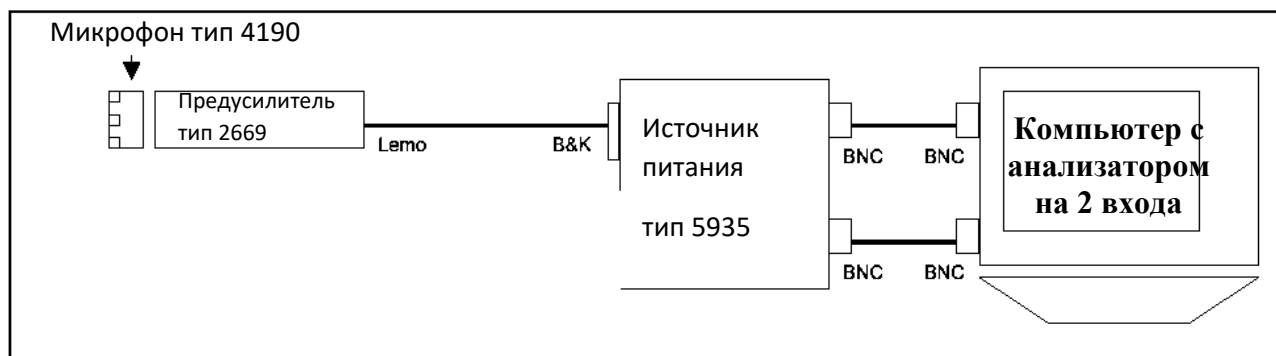 Микрофон тип 4190
Предусилитель
тип 2669
Lemo
B&K
Источник
питания
тип 5935
BNC
BNC
BNC
BNC
Компьютер с
анализатором
на 2 входа